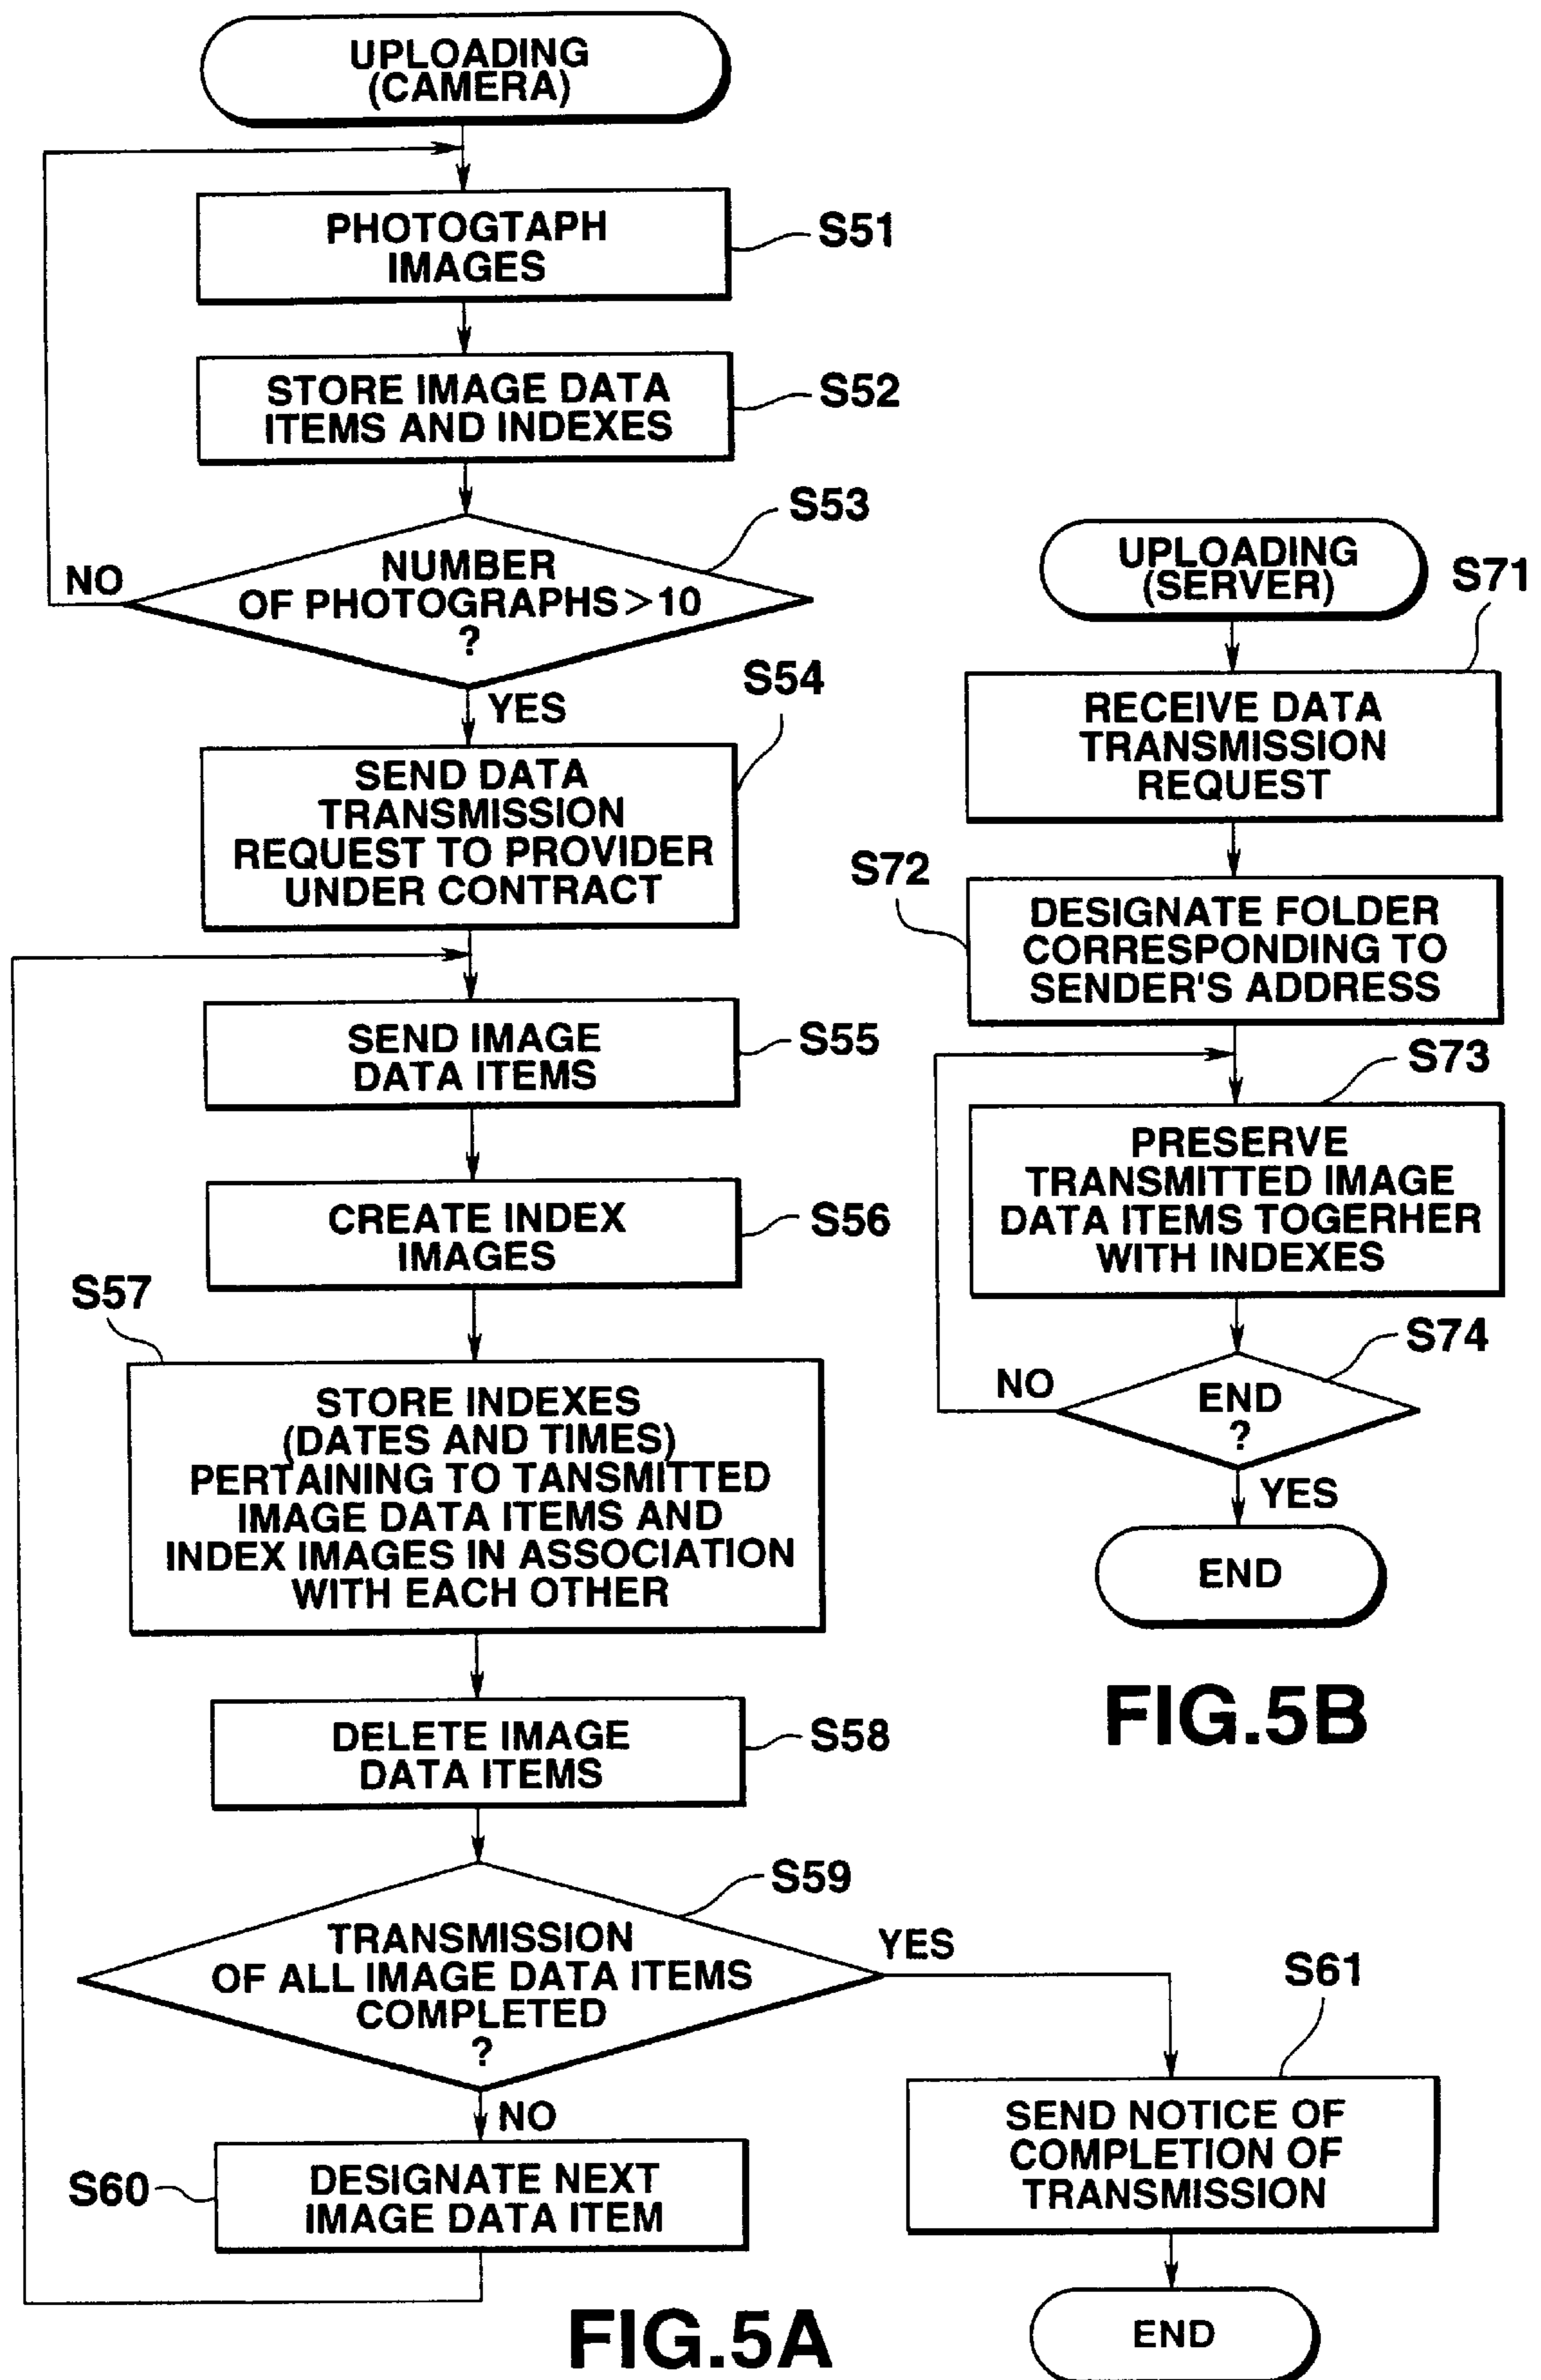 UPLOADING
(CAMERA)
PHOTOGTAPH
IMAGES
S51
STORE IMAGE DATA
ITEMS AND INDEXES
S52
S53
NUMBER
OF PHOTOGRAPHS>10
?
NO
YES
S54
SEND DATA
TRANSMISSION
REQUEST TO PROVIDER
UNDER CONTRACT
SEND IMAGE
DATA ITEMS
S55
CREATE INDEX
IMAGES
S56
S57
STORE INDEXES
(DATES AND TIMES)
PERTAINING TO TANSMITTED
IMAGE DATA ITEMS AND
INDEX IMAGES IN ASSOCIATION
WITH EACH OTHER
DELETE IMAGE
DATA ITEMS
S58
S59
TRANSMISSION
OF ALL IMAGE DATA ITEMS
COMPLETED
?
YES
NO
S60
DESIGNATE NEXT
IMAGE DATA ITEM
S61
SEND NOTICE OF
COMPLETION OF
TRANSMISSION
END
FIG.5A
UPLOADING
(SERVER)
S71
RECEIVE DATA
TRANSMISSION
REQUEST
S72
DESIGNATE FOLDER
CORRESPONDING TO
SENDER'S ADDRESS
S73
PRESERVE
TRANSMITTED IMAGE
DATA ITEMS TOGERHER
WITH INDEXES
S74
END
?
NO
YES
END
FIG.5B